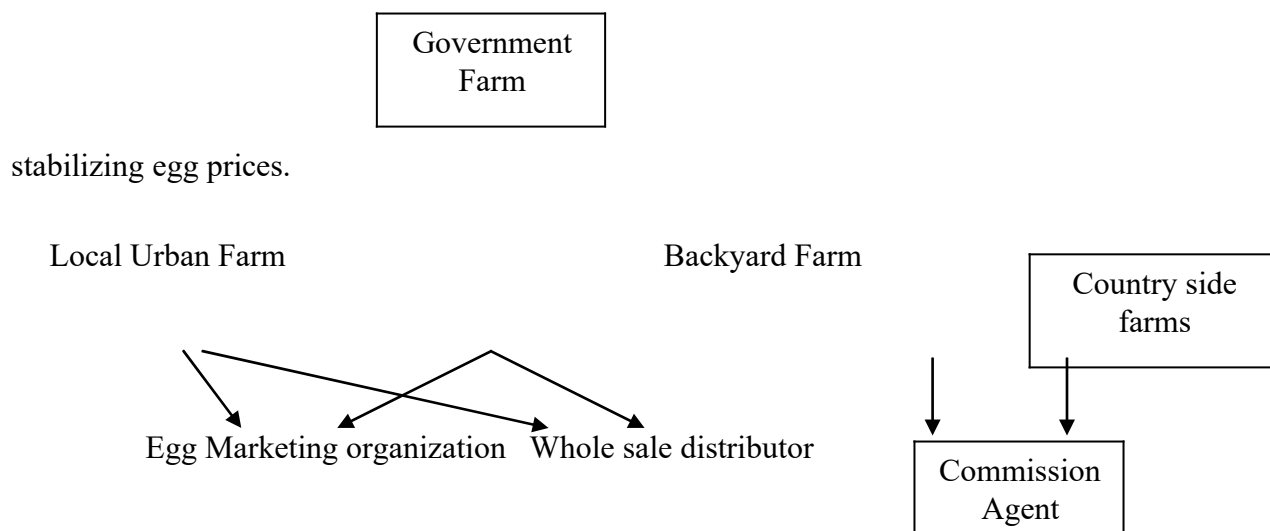 Government
Farm
stabilizing egg prices.
Local Urban Farm
Backyard Farm
Country side
farms
Egg Marketing organization
Whole sale distributor
Commission
Agent